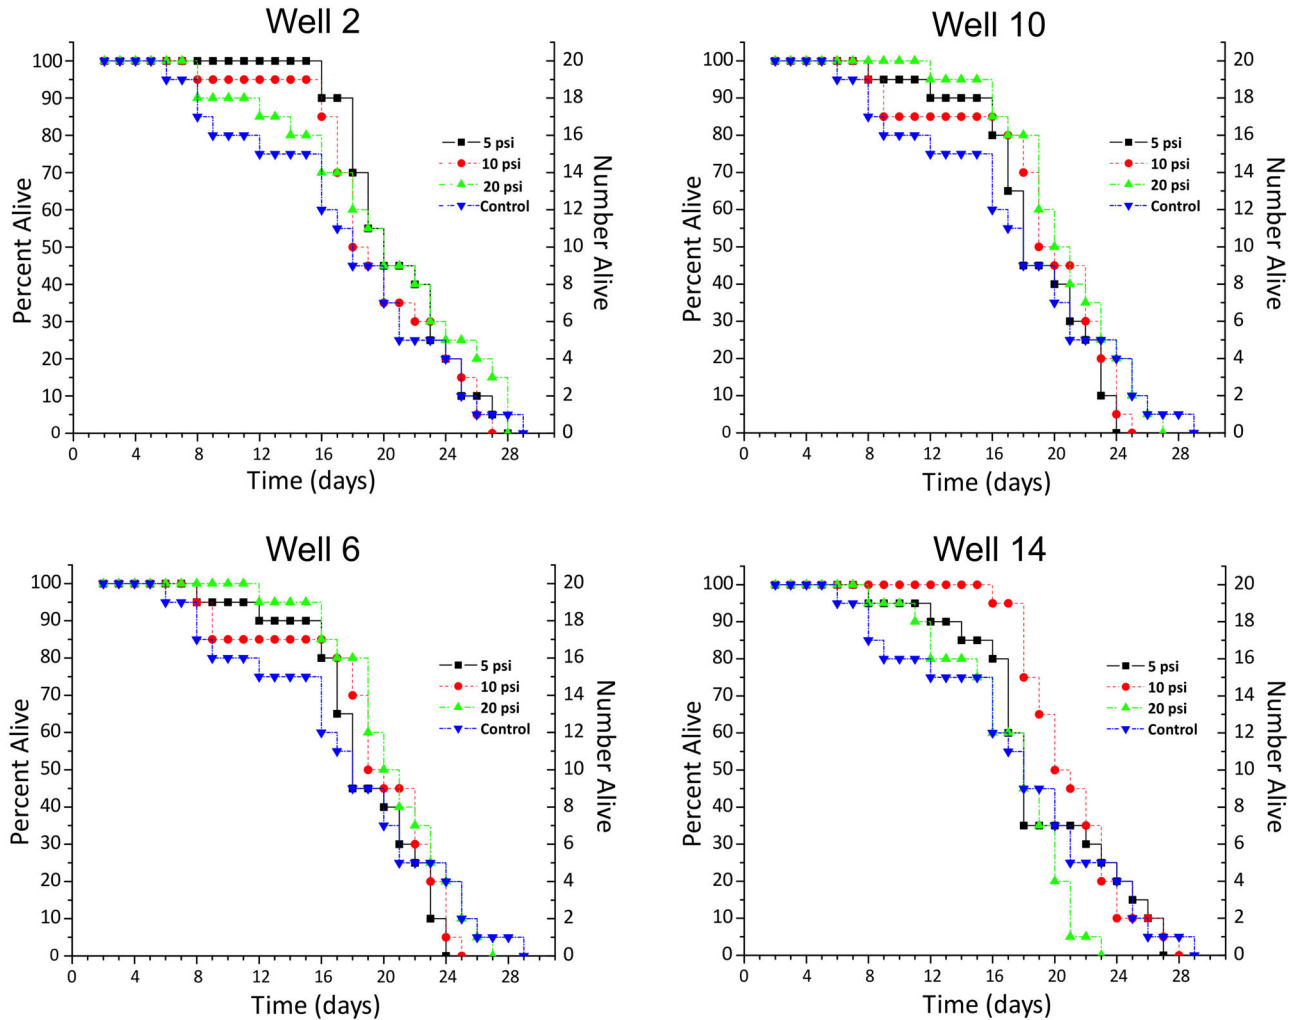 Well 2
100
90
80
70
60
50
40
30
20
10
0
Percent Alive
20
18
16
14
12
10
8
6
4
2
0
Number Alive
5 psi
10 psi
20 psi
Control
0 4 8 12 16 20 24 28
Time (days)
Well 10
100
90
80
70
60
50
40
30
20
10
0
Percent Alive
20
18
16
14
12
10
8
6
4
2
0
Number Alive
5 psi
10 psi
20 psi
Control
0 4 8 12 16 20 24 28
Time (days)
Well 6
100
90
80
70
60
50
40
30
20
10
0
Percent Alive
20
18
16
14
12
10
8
6
4
2
0
Number Alive
5 psi
10 psi
20 psi
Control
0 4 8 12 16 20 24 28
Time (days)
Well 14
100
90
80
70
60
50
40
30
20
10
0
Percent Alive
20
18
16
14
12
10
8
6
4
2
0
Number Alive
5 psi
10 psi
20 psi
Control
0 4 8 12 16 20 24 28
Time (days)